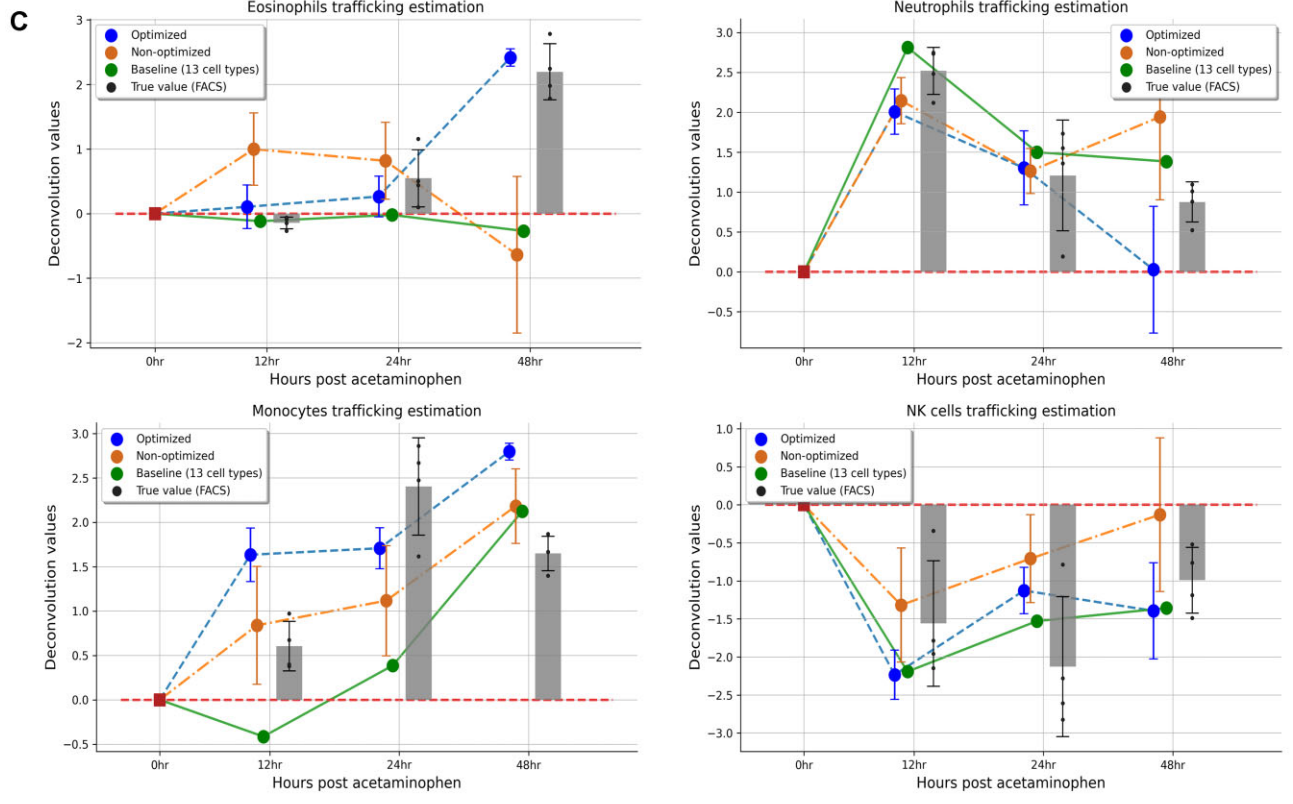 C
Eosinophils trafficking estimation
Optimized
Non-optimized
Baseline (13 cell types)
True value (FACS)
3
2
1
0
−1
−2
Deconvolution values
0hr
12hr
24hr
48hr
Hours post acetaminophen
Neutrophils trafficking estimation
Optimized
Non-optimized
Baseline (13 cell types)
True value (FACS)
3.0
2.5
2.0
1.5
1.0
0.5
0.0
−0.5
Deconvolution values
0hr
12hr
24hr
48hr
Hours post acetaminophen
Monocytes trafficking estimation
Optimized
Non-optimized
Baseline (13 cell types)
True value (FACS)
3.0
2.5
2.0
1.5
1.0
0.5
0.0
−0.5
Deconvolution values
0hr
12hr
24hr
48hr
Hours post acetaminophen
NK cells trafficking estimation
Optimized
Non-optimized
Baseline (13 cell types)
True value (FACS)
1.0
0.5
0.0
−0.5
−1.0
−1.5
−2.0
−2.5
−3.0
Deconvolution values
0hr
12hr
24hr
48hr
Hours post acetaminophen